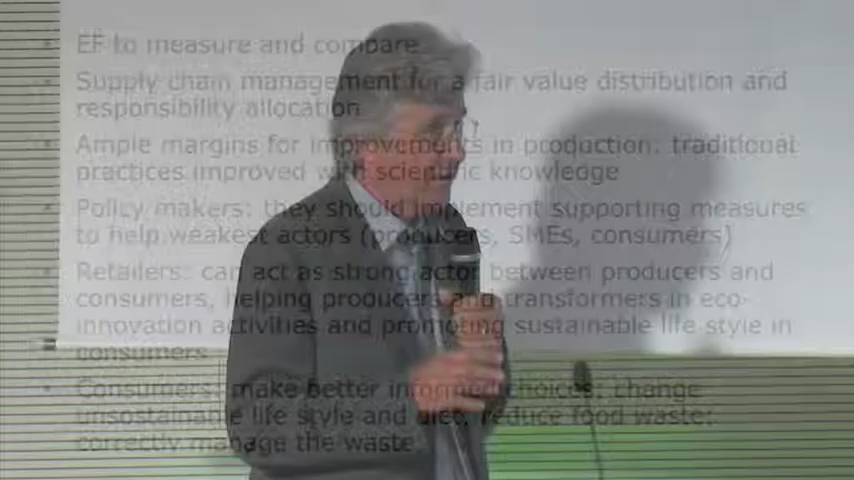 • EF to measure and compare
• Supply chain management for a fair value distribution and
responsibility allocation
• Ample margins for improvements in production: traditional
practices improved with scientific knowledge
• Policy makers: they should implement supporting measures
to help weakest actors (producers, SMEs, consumers)
• Retailers: can act as strong actor between producers and
consumers, helping producers and transformers in eco-
innovation activities and promoting sustainable life style in
consumers
• Consumers: make better informed choices; change
unsostainable life style and diet, reduce food waste;
correctly manage the waste